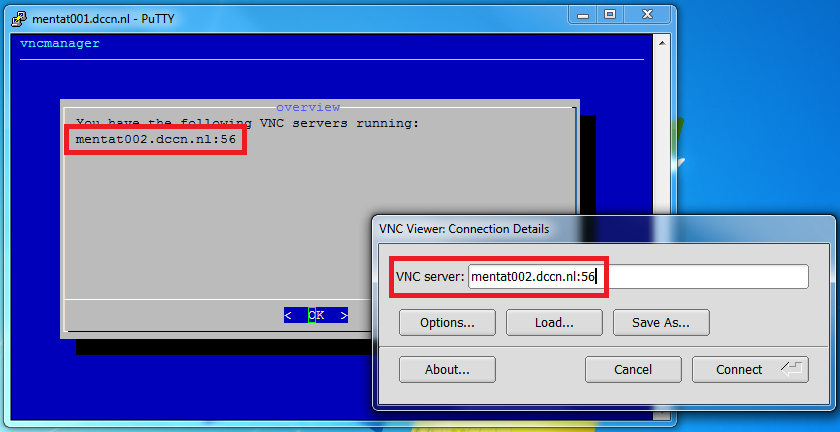 mentat001.dccn.nl - PuTTY
vncmanager
overview
You have the following VNC servers running:
mentat002.dccn.nl:56
< OK >
VNC Viewer: Connection Details
VNC server: mentat002.dccn.nl:56
Options... Load... Save As...
About... Cancel Connect